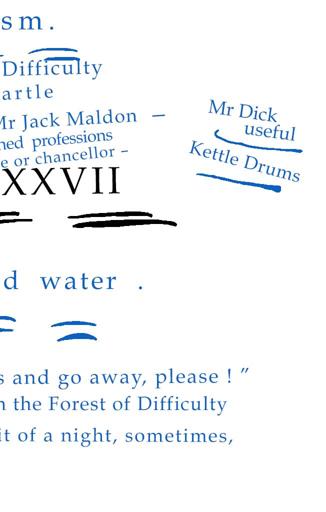 sm.
Difficulty
artle
Mr Jack Maldon –
ned professions
e or chancellor –
Mr Dick
useful
Kettle Drums
XXVII
d water .
s and go away, please ! ”
n the Forest of Difficulty
it of a night, sometimes,